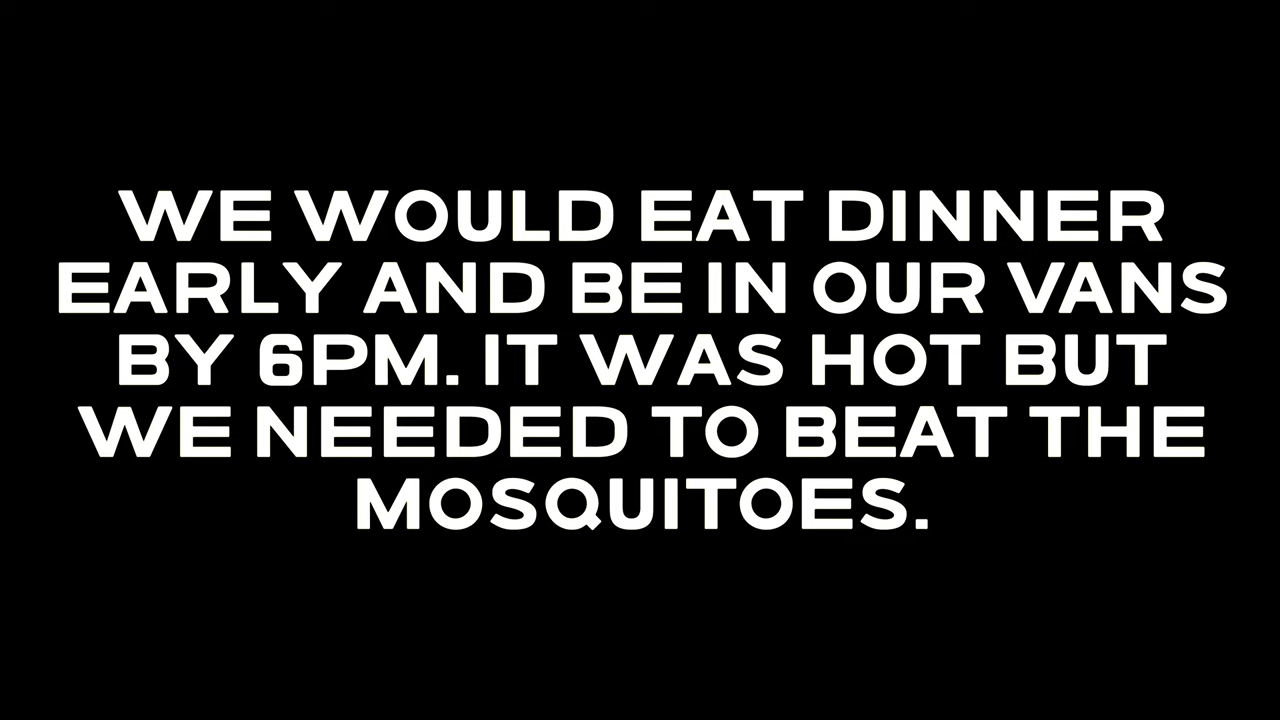 WE WOULD EAT DINNER
EARLY AND BE IN OUR VANS
BY 6PM. IT WAS HOT BUT
WE NEEDED TO BEAT THE
MOSQUITOES.